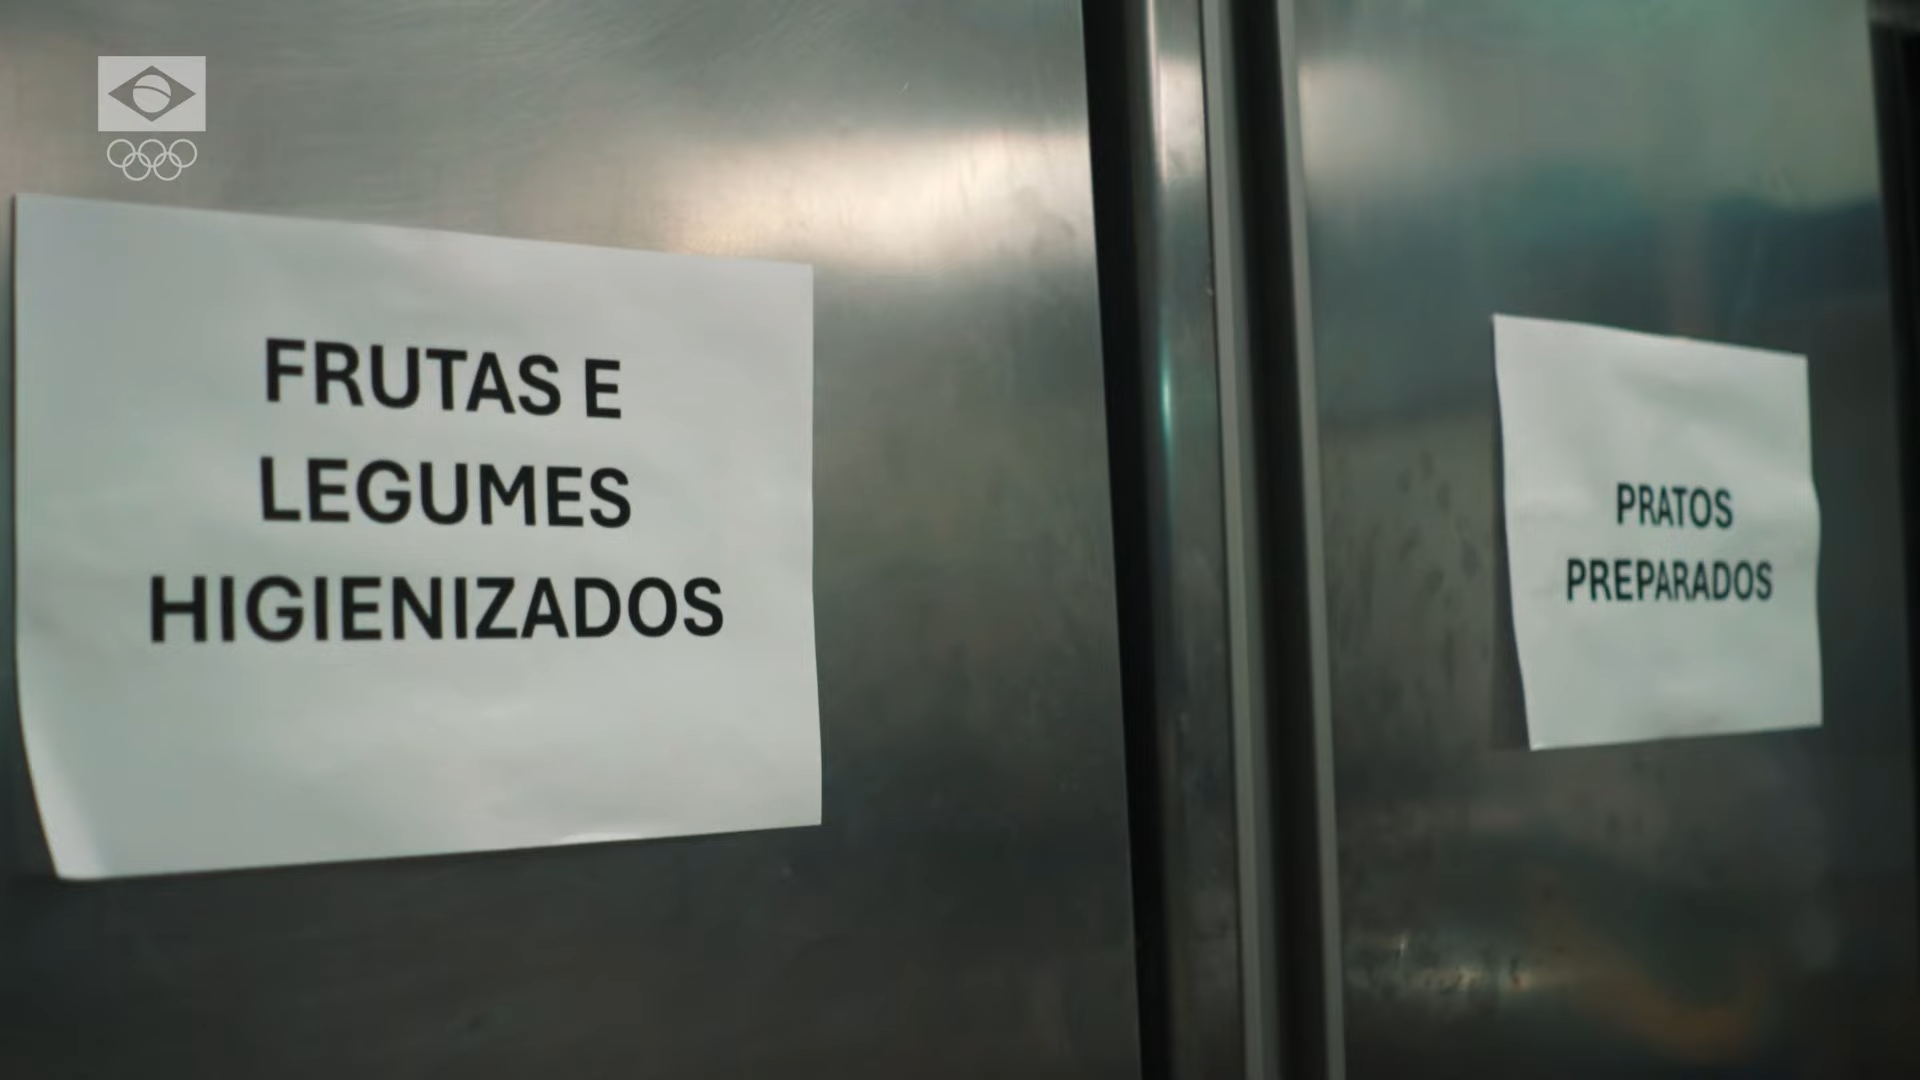 FRUTAS E
LEGUMES
HIGIENIZADOS
PRATOS
PREPARADOS